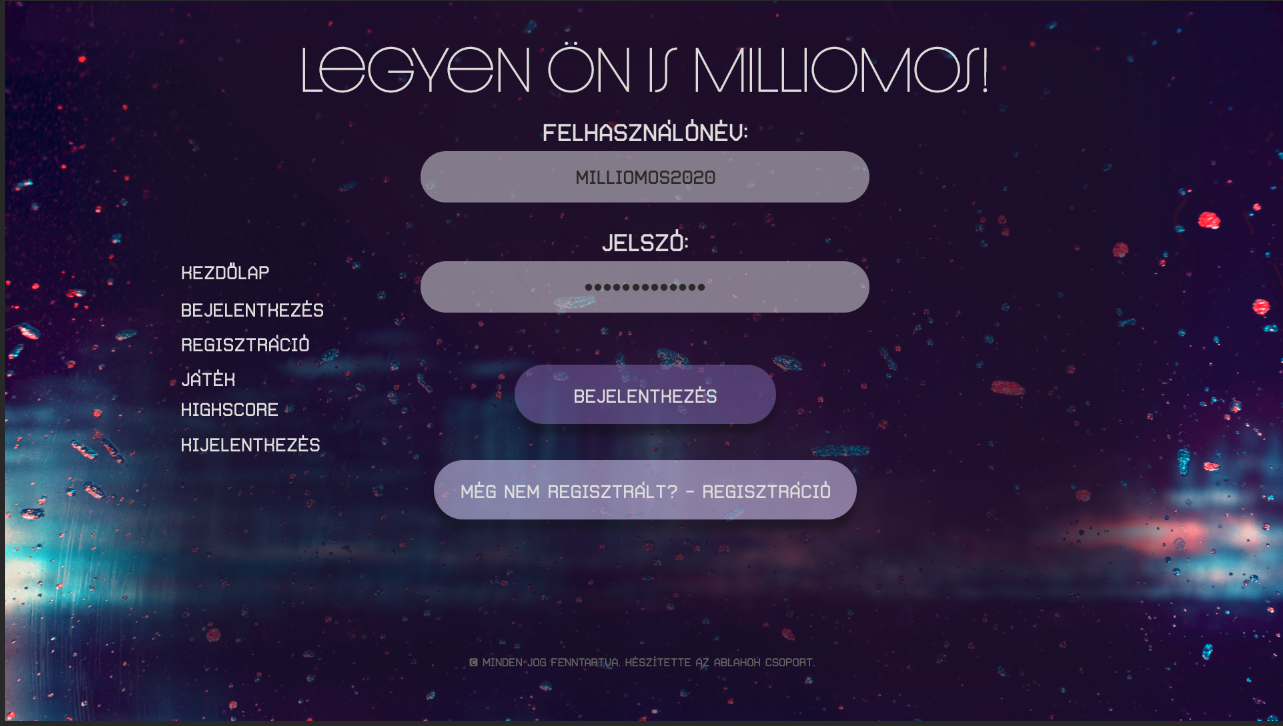 LEGYEN ÖN IS MILLIOMOS!
FELHASZNÁLÓNÉV:
MILLIOMOS2020
JELSZÓ:
•••••••••••••
KEZDŐLAP
BEJELENTKEZÉS
REGISZTRÁCIÓ
JÁTÉK
HIGHSCORE
KIJELENTKEZÉS
BEJELENTKEZÉS
MÉG NEM REGISZTRÁLT? - REGISZTRÁCIÓ
© MINDEN-JOG FENNTARTVA. KÉSZÍTETTE AZ ABLAKOK CSOPORT.